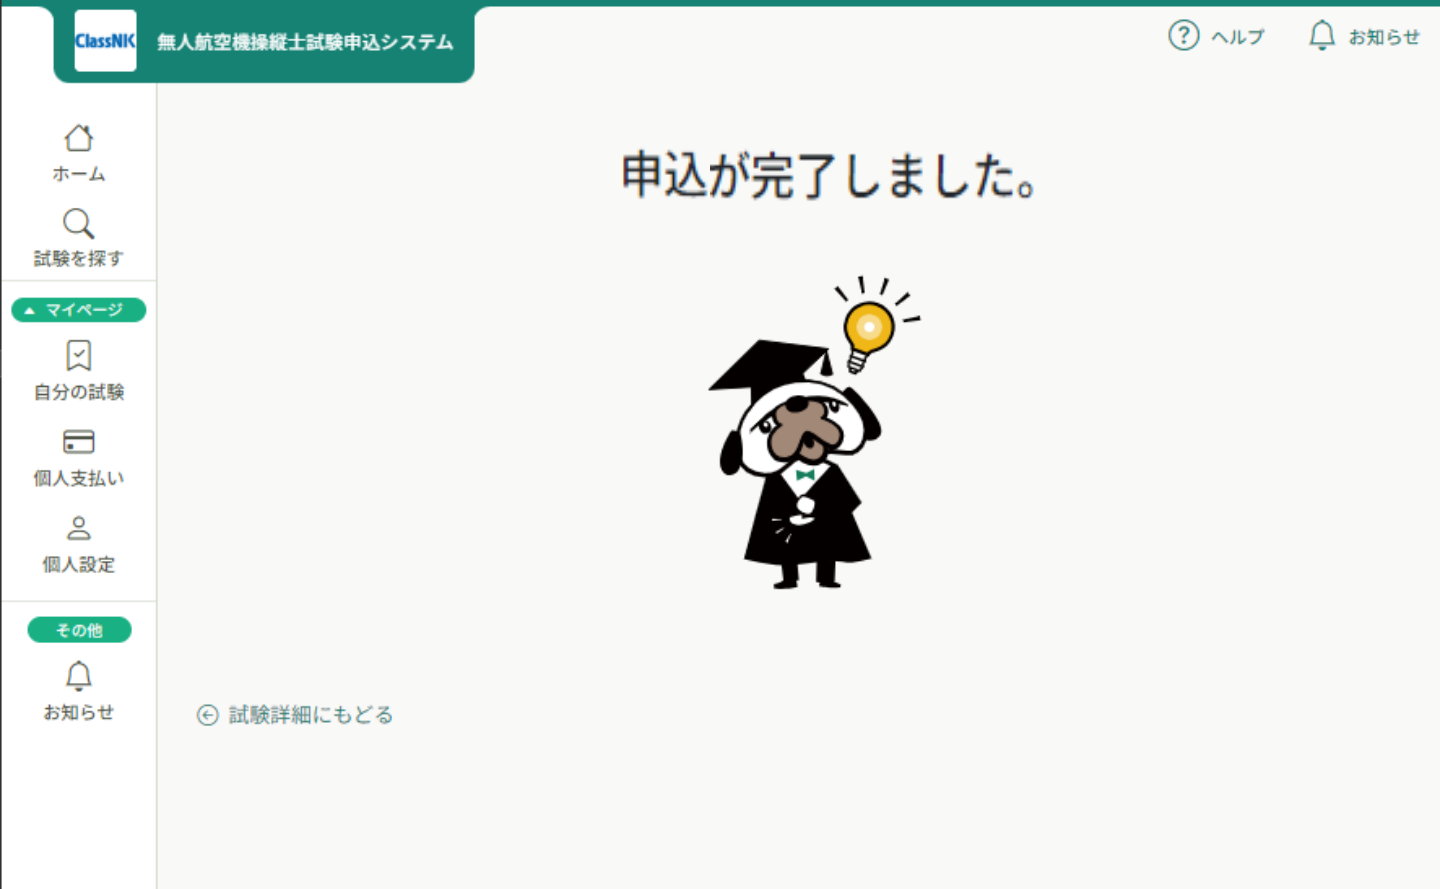 ClassNK
無人航空機操縦士試験申込システム
ヘルプ
お知らせ
ホーム
試験を探す
マイページ
自分の試験
個人支払い
個人設定
その他
お知らせ
申込が完了しました。
試験詳細にもどる